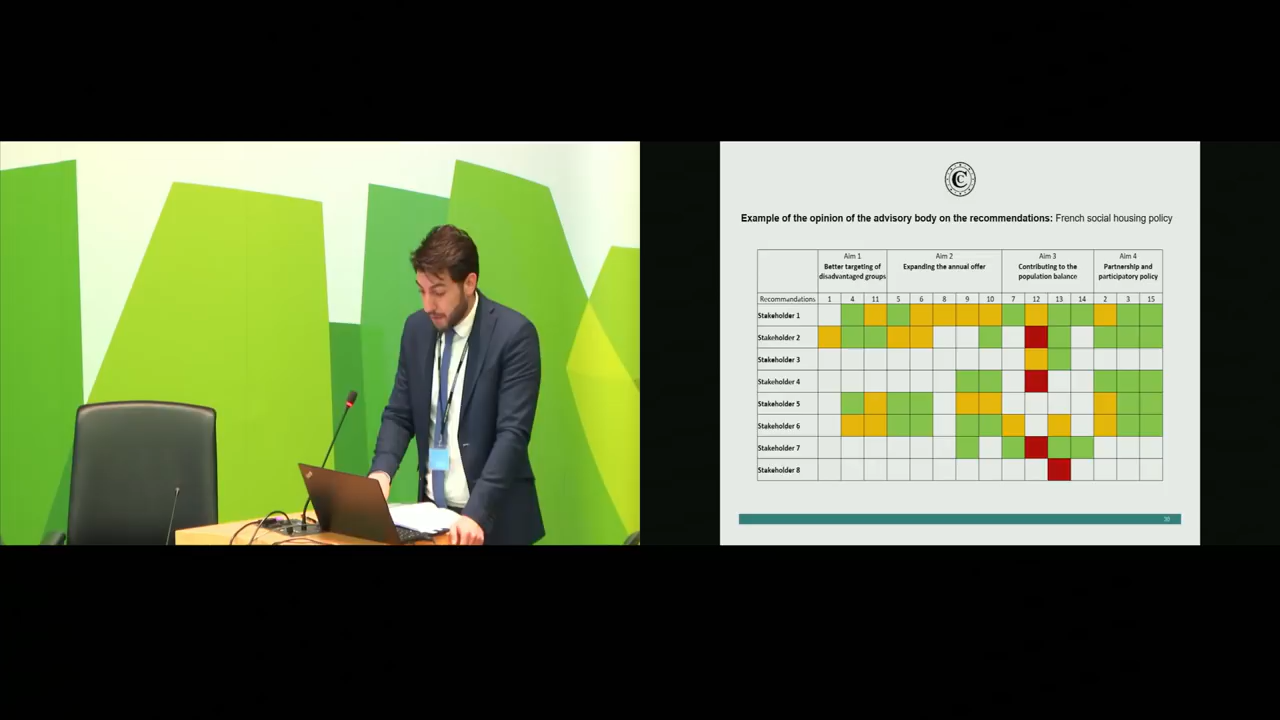 C
Example of the opinion of the advisory body on the recommendations: French social housing policy
Aim 1 Aim 2 Aim 3 Aim 4
Better targeting of disadvantaged groups Expanding the annual offer Contributing to the population balance Partnership and participatory policy
Recommandations 1 4 11 5 6 8 9 10 7 12 13 14 2 3 15
Stakeholder 1
Stakeholder 2
Stakeholder 3
Stakeholder 4
Stakeholder 5
Stakeholder 6
Stakeholder 7
Stakeholder 8
30